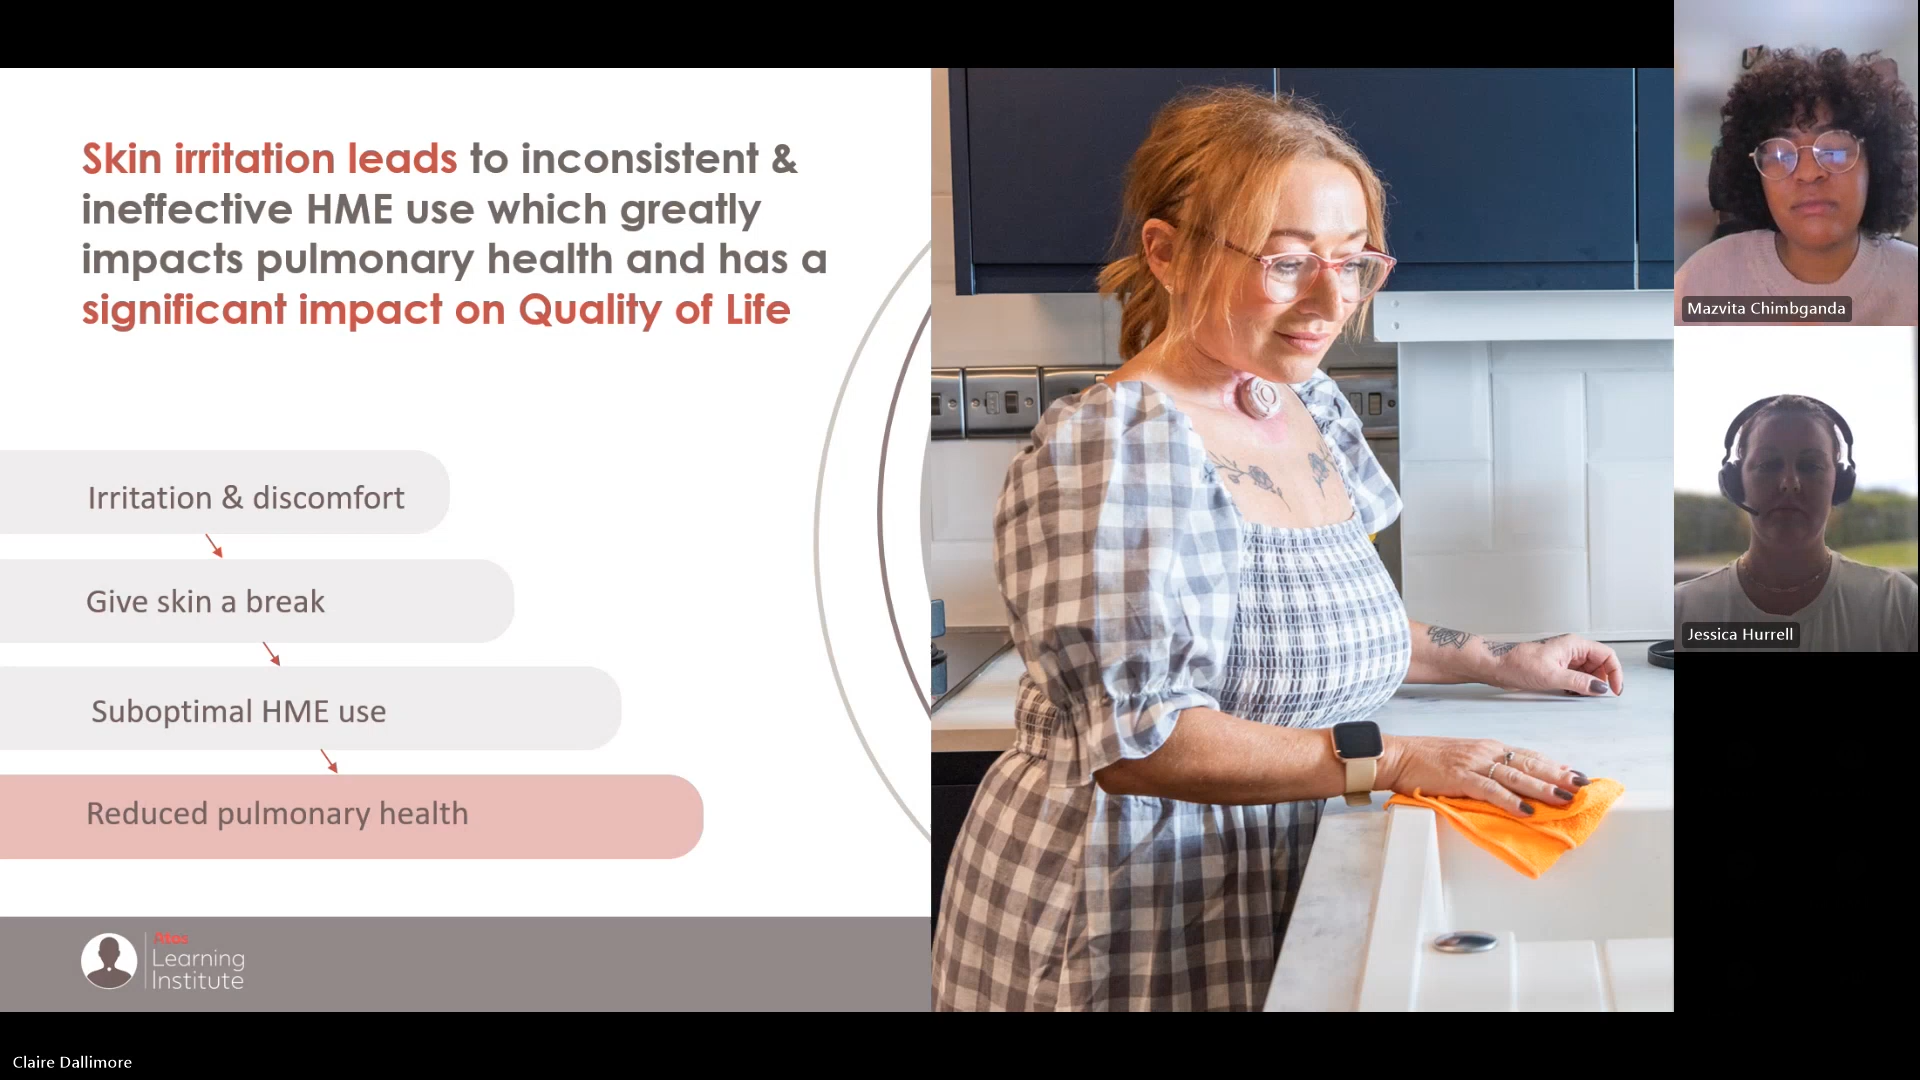 Skin irritation leads to inconsistent &
ineffective HME use which greatly
impacts pulmonary health and has a
significant impact on Quality of Life
Irritation & discomfort
Give skin a break
Suboptimal HME use
Reduced pulmonary health
Atos
Learning
Institute
Mazvita Chimbganda
Jessica Hurrell
Claire Dallimore